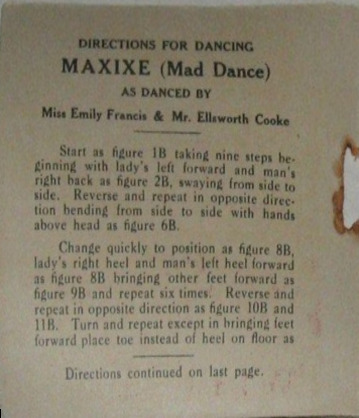 DIRECTIONS FOR DANCING
MAXIXE (Mad Dance)
AS DANCED BY
Miss Emily Francis & Mr. Ellsworth Cooke
Start as figure 1B taking nine steps be-
ginning with lady's left forward and man's
right back as figure 2B, swaying from side to
side. Reverse and repeat in opposite direc-
tion bending from side to side with hands
above head as figure 6B.
Change quickly to position as figure 8B,
lady's right heel and man's left heel forward
as figure 8B bringing other feet forward as
figure 9B and repeat six times. Reverse and
repeat in opposite direction as figure 10B and
11B. Turn and repeat except in bringing feet
forward place toe instead of heel on floor as
Directions continued on last page.